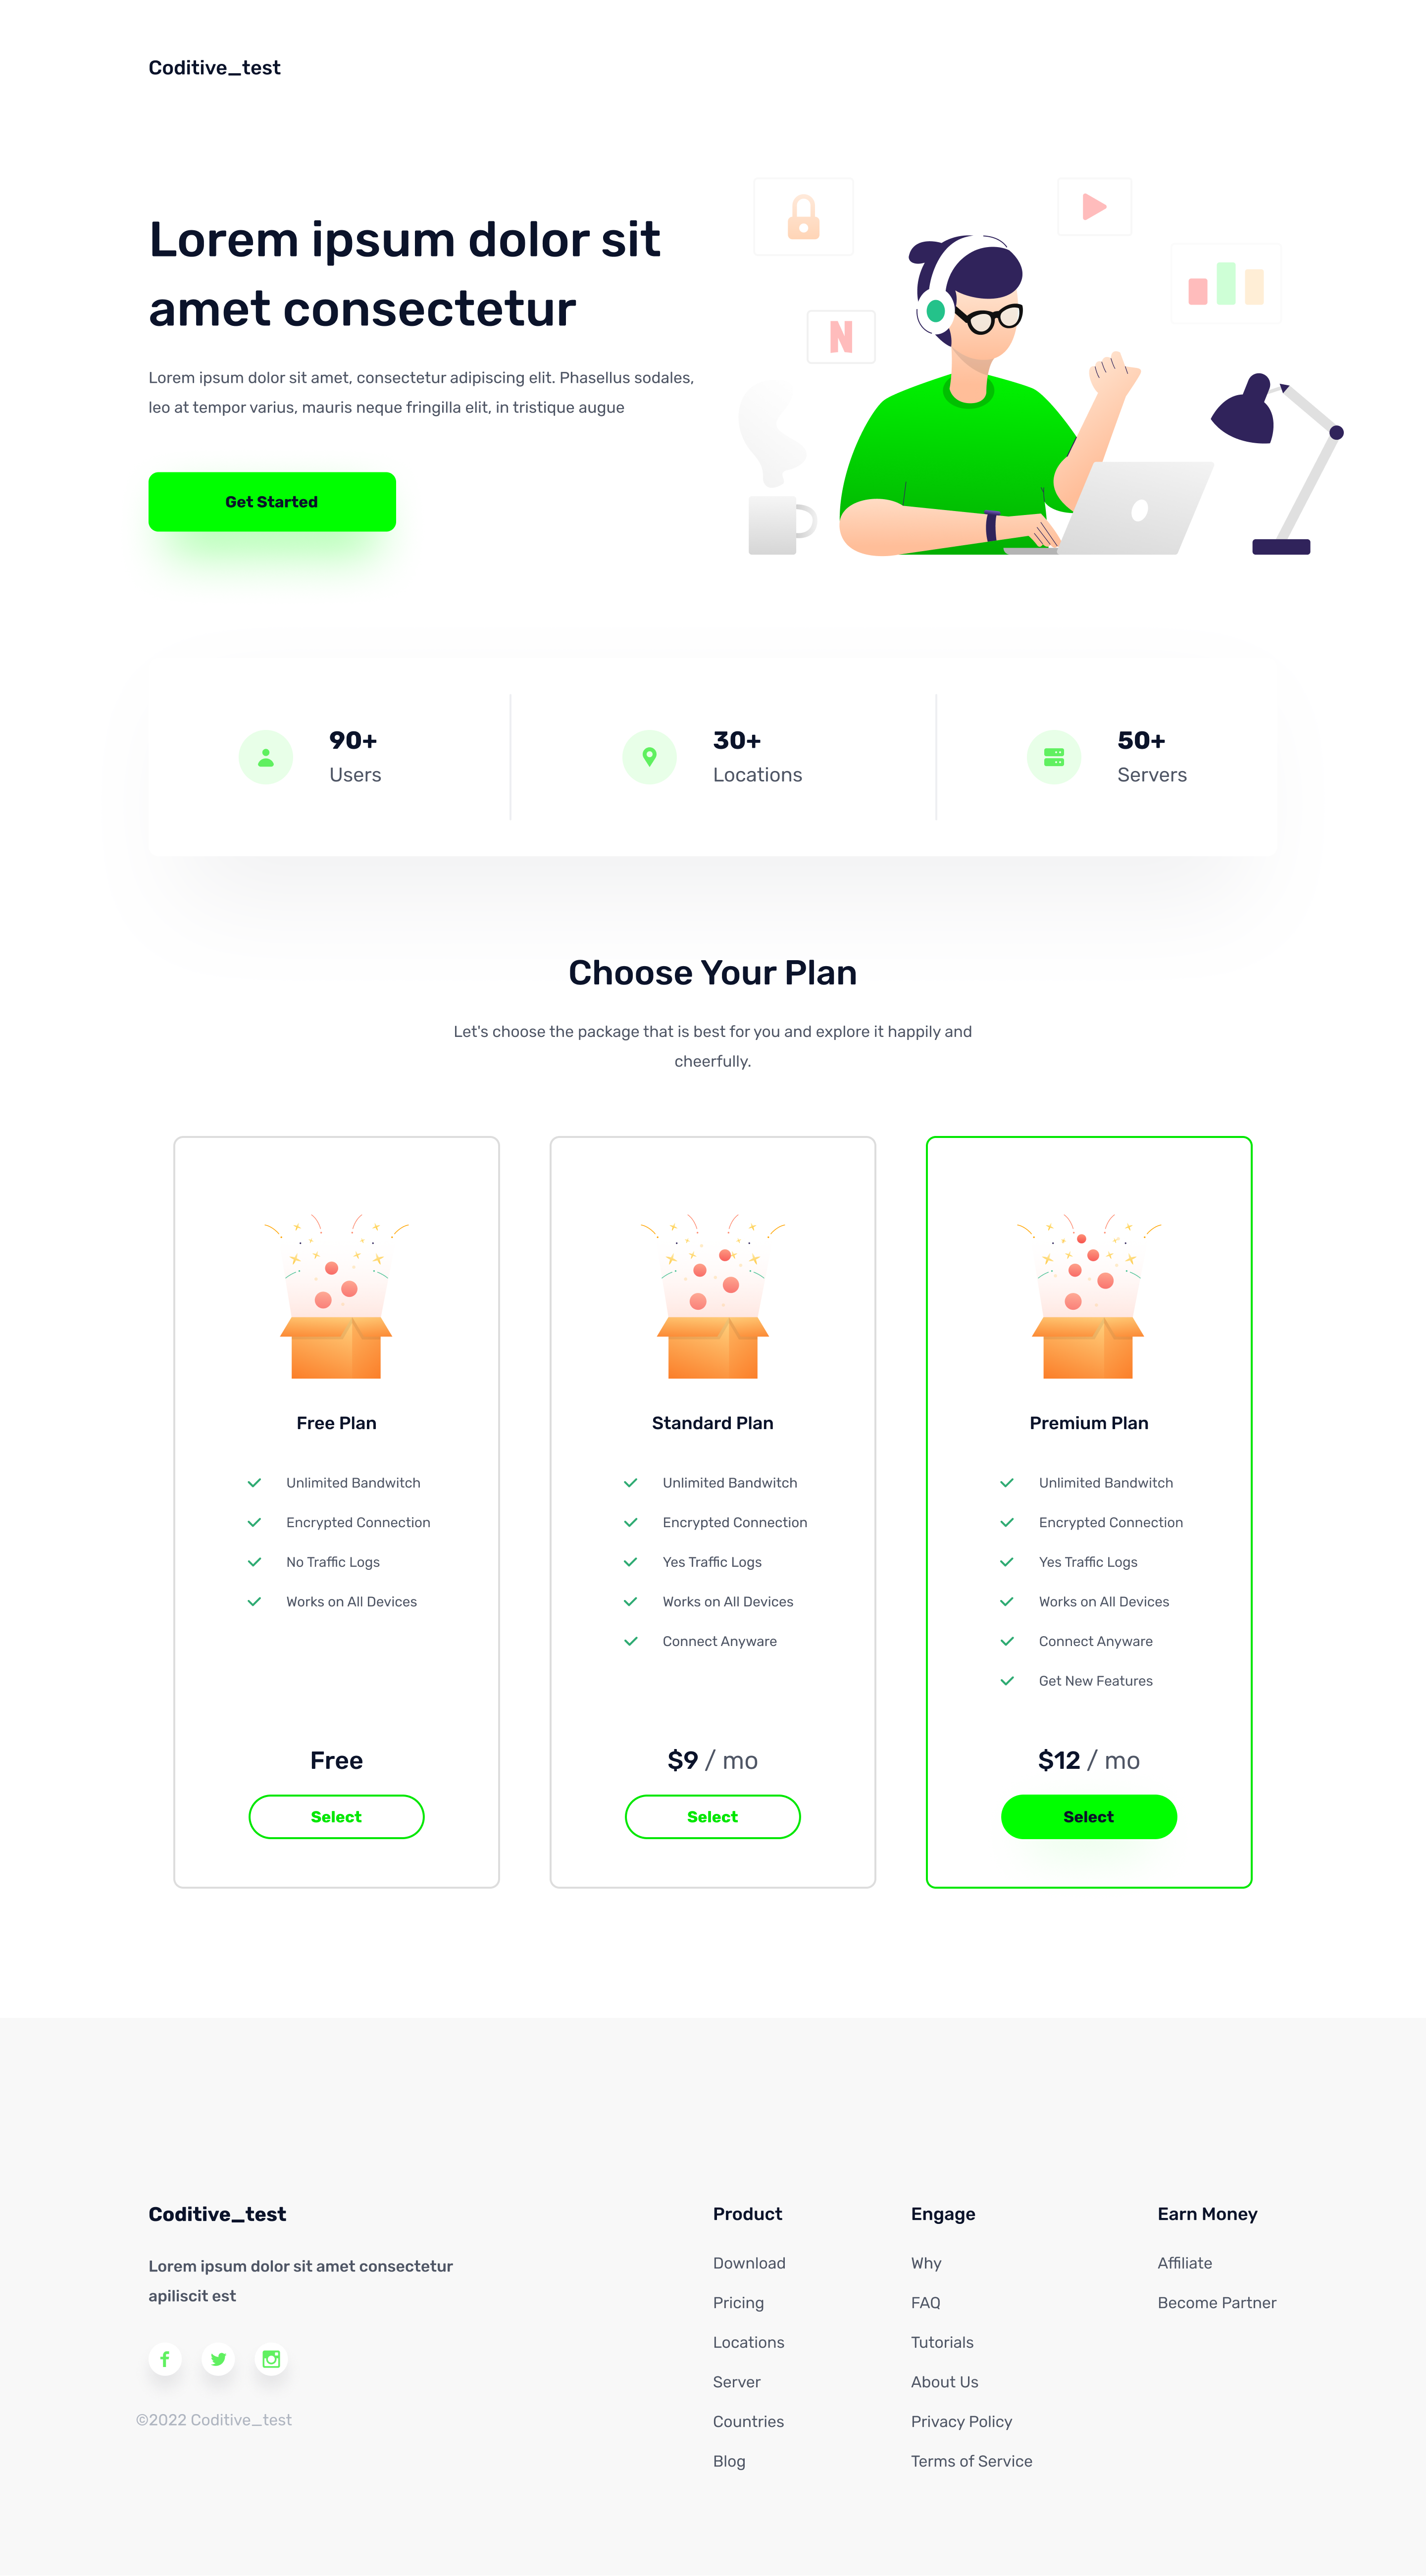 Coditive_test
Lorem ipsum dolor sit
amet consectetur
Lorem ipsum dolor sit amet, consectetur adipiscing elit. Phasellus sodales,
leo at tempor varius, mauris neque fringilla elit, in tristique augue
Get Started
N
90+
Users
30+
Locations
50+
Servers
Choose Your Plan
Let's choose the package that is best for you and explore it happily and
cheerfully.
Free Plan
Unlimited Bandwitch
Encrypted Connection
No Traffic Logs
Works on All Devices
Free
Select
Standard Plan
Unlimited Bandwitch
Encrypted Connection
Yes Traffic Logs
Works on All Devices
Connect Anyware
$9 / mo
Select
Premium Plan
Unlimited Bandwitch
Encrypted Connection
Yes Traffic Logs
Works on All Devices
Connect Anyware
Get New Features
$12 / mo
Select
Coditive_test
Lorem ipsum dolor sit amet consectetur
apiliscit est
©2022 Coditive_test
Product
Download
Pricing
Locations
Server
Countries
Blog
Engage
Why
FAQ
Tutorials
About Us
Privacy Policy
Terms of Service
Earn Money
Affiliate
Become Partner